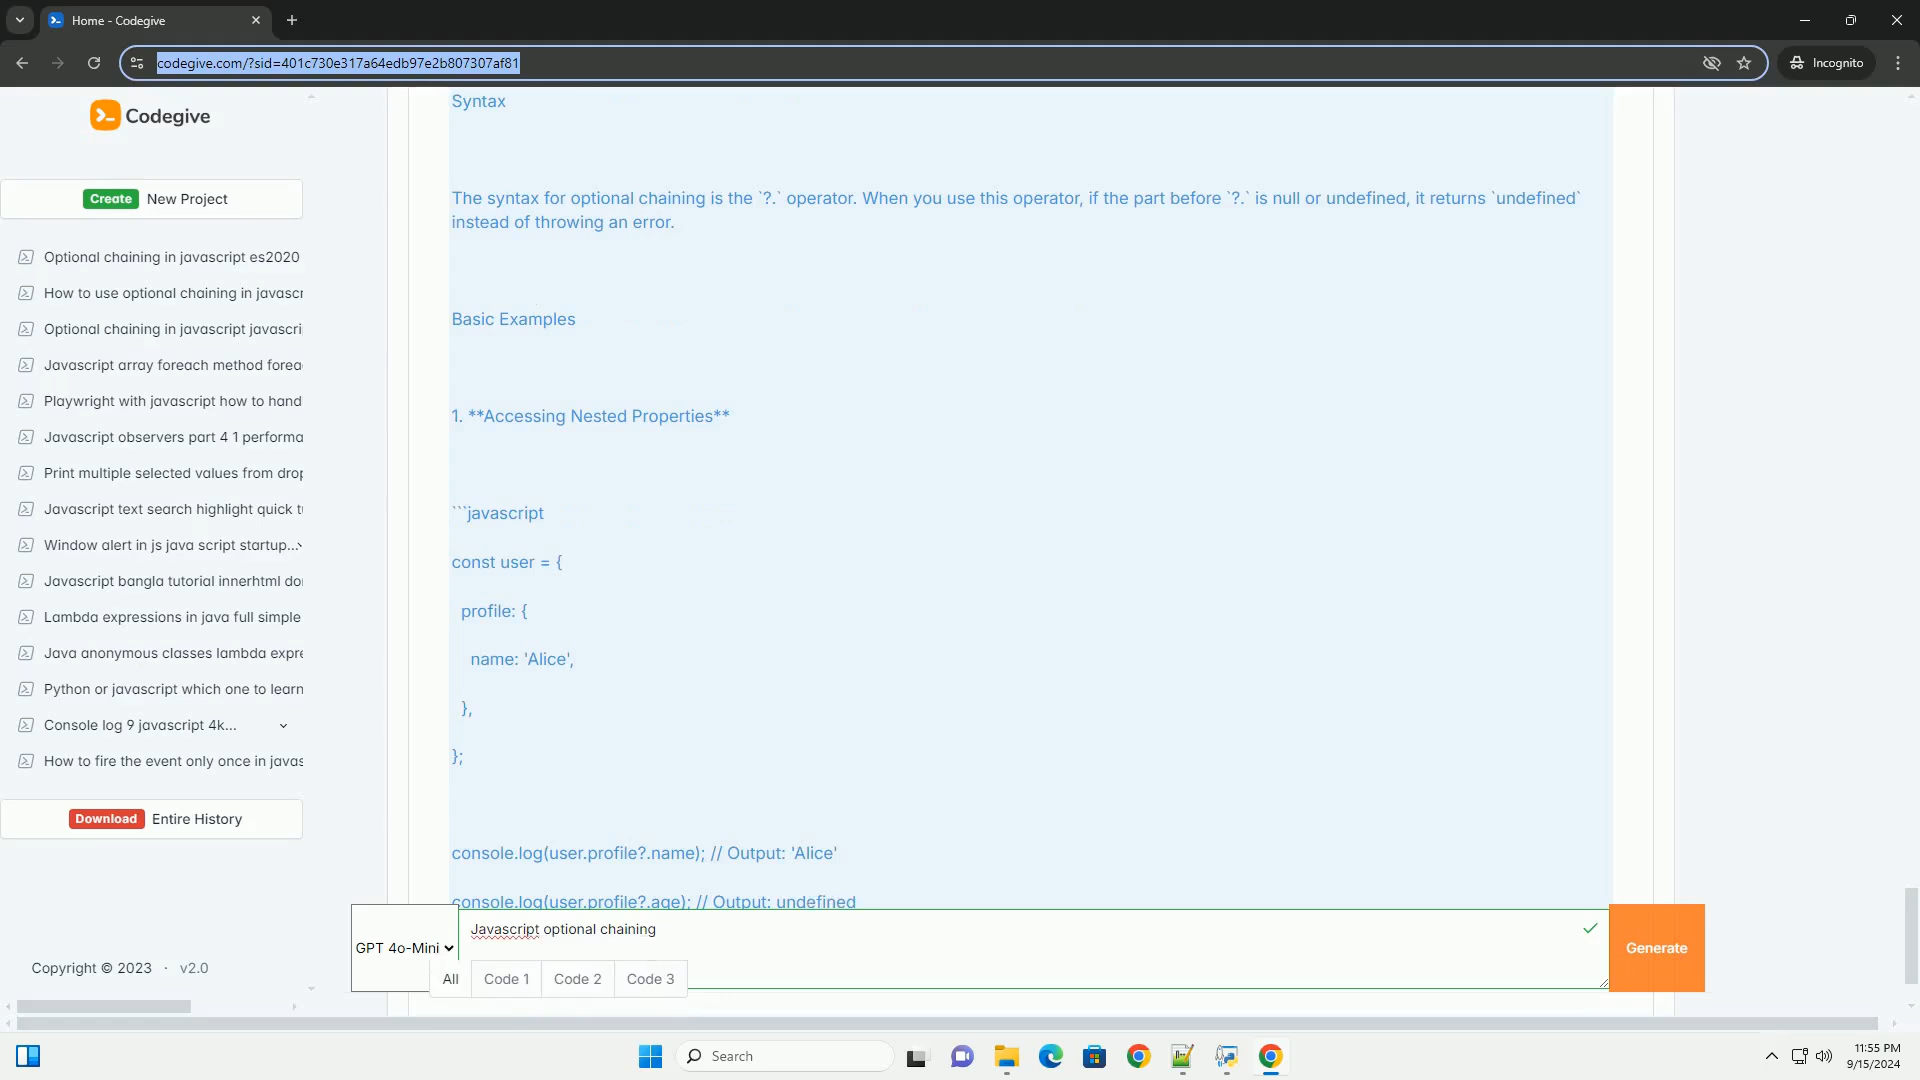 Home - Codegive
codegive.com/?sid=401c730e317a64edb97e2b807307af81
Incognito
Codegive
Create New Project
Optional chaining in javascript es2020
How to use optional chaining in javascr
Optional chaining in javascript javascri
Javascript array foreach method forea
Playwright with javascript how to hand
Javascript observers part 4 1 performa
Print multiple selected values from drop
Javascript text search highlight quick t
Window alert in js java script startup...
Javascript bangla tutorial innerhtml do
Lambda expressions in java full simple
Java anonymous classes lambda expre
Python or javascript which one to learn
Console log 9 javascript 4k...
How to fire the event only once in javas
Download Entire History
Copyright © 2023 · v2.0
Syntax
The syntax for optional chaining is the `?.` operator. When you use this operator, if the part before `?.` is null or undefined, it returns `undefined`
instead of throwing an error.
Basic Examples
1. **Accessing Nested Properties**
```javascript
const user = {
profile: {
name: 'Alice',
},
};
console.log(user.profile?.name); // Output: 'Alice'
console.log(user.profile?.age); // Output: undefined
GPT 4o-Mini
Javascript optional chaining
Generate
All Code 1 Code 2 Code 3
Search
11:55 PM
9/15/2024